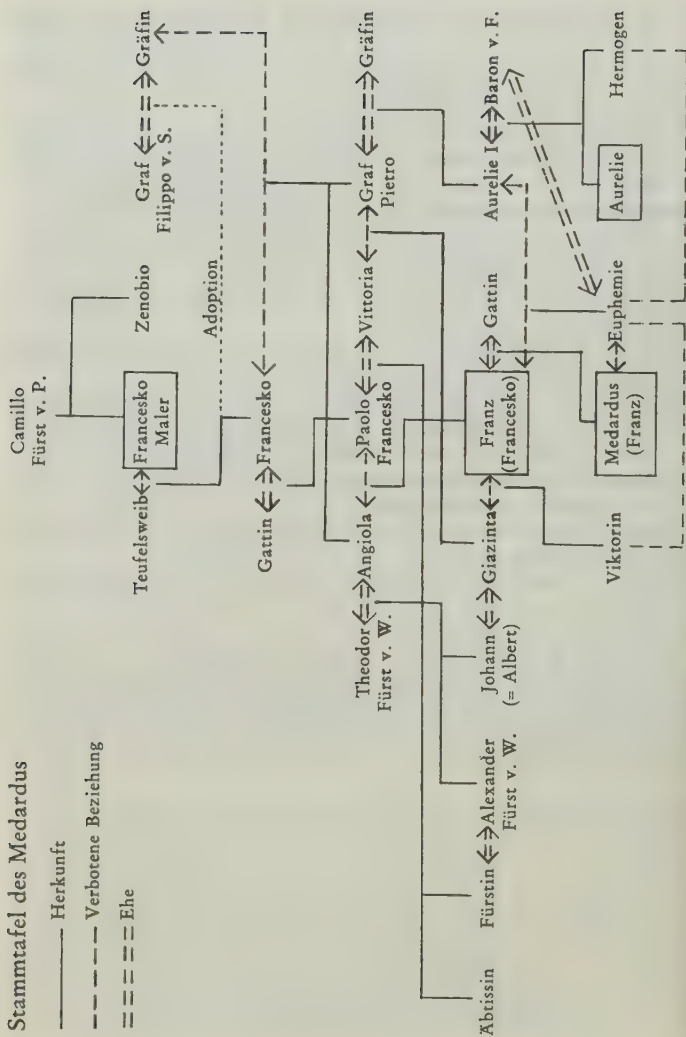 Stammtafel des Medardus
Herkunft
Verbotene Beziehung
Ehe
Camillo
Fürst v. P.
Zenobio
Graf
Filippo v. S.
Gräfin
Teufelsweib
Francesko
Maler
Adoption
Gattin
Francesko
Theodor
Fürst v. W.
Angiola
Paolo
Francesko
Vittoria
Graf
Pietro
Gräfin
Äbtissin
Fürstin
Alexander
Fürst v. W.
Johann
(= Albert)
Giazinta
Franz
(Francesko)
Gattin
Aurelie I
Baron v. F.
Viktorin
Medardus
(Franz)
Euphemie
Aurelie
Hermogen